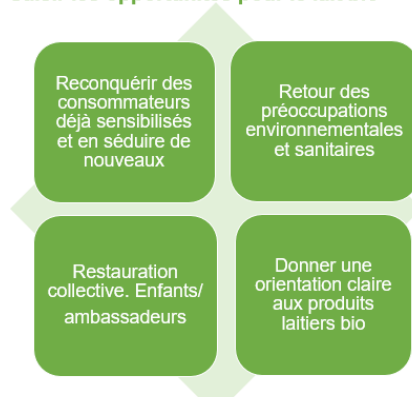 Reconquérir des
consommateurs
déjà sensibilisés
et en séduire de
nouveaux
Retour des
préoccupations
environnementales
et sanitaires
Restauration
collective. Enfants/
ambassadeurs
Donner une
orientation claire
aux produits
laitiers bio